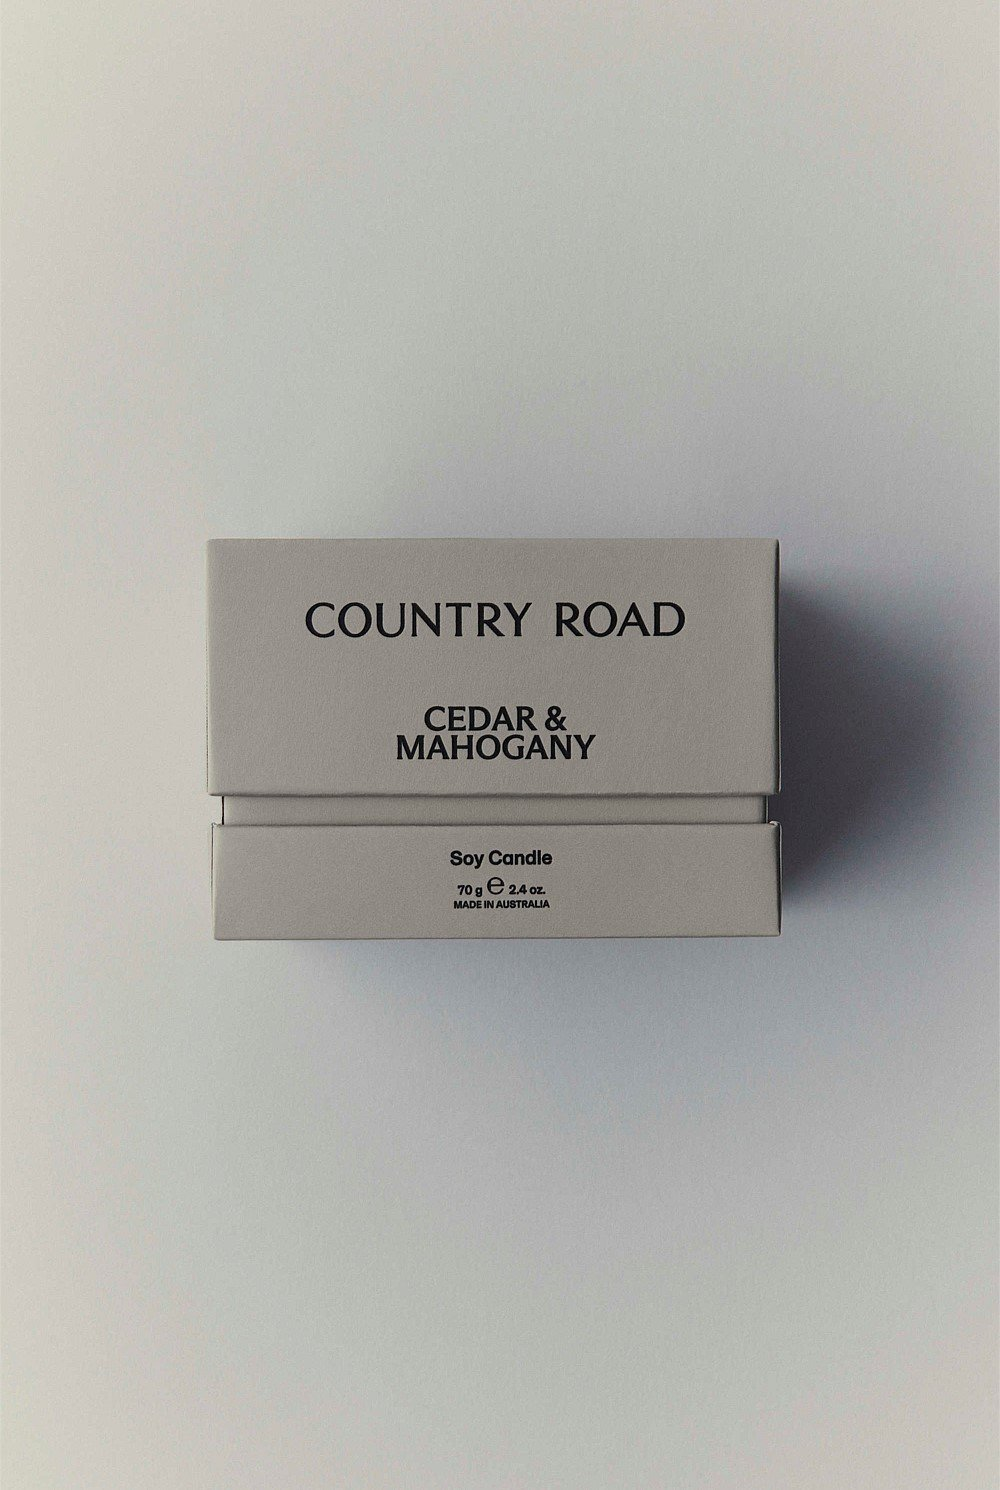 COUNTRY ROAD
CEDAR &
MAHOGANY
Soy Candle
70 g ℮ 2.4 oz.
MADE IN AUSTRALIA